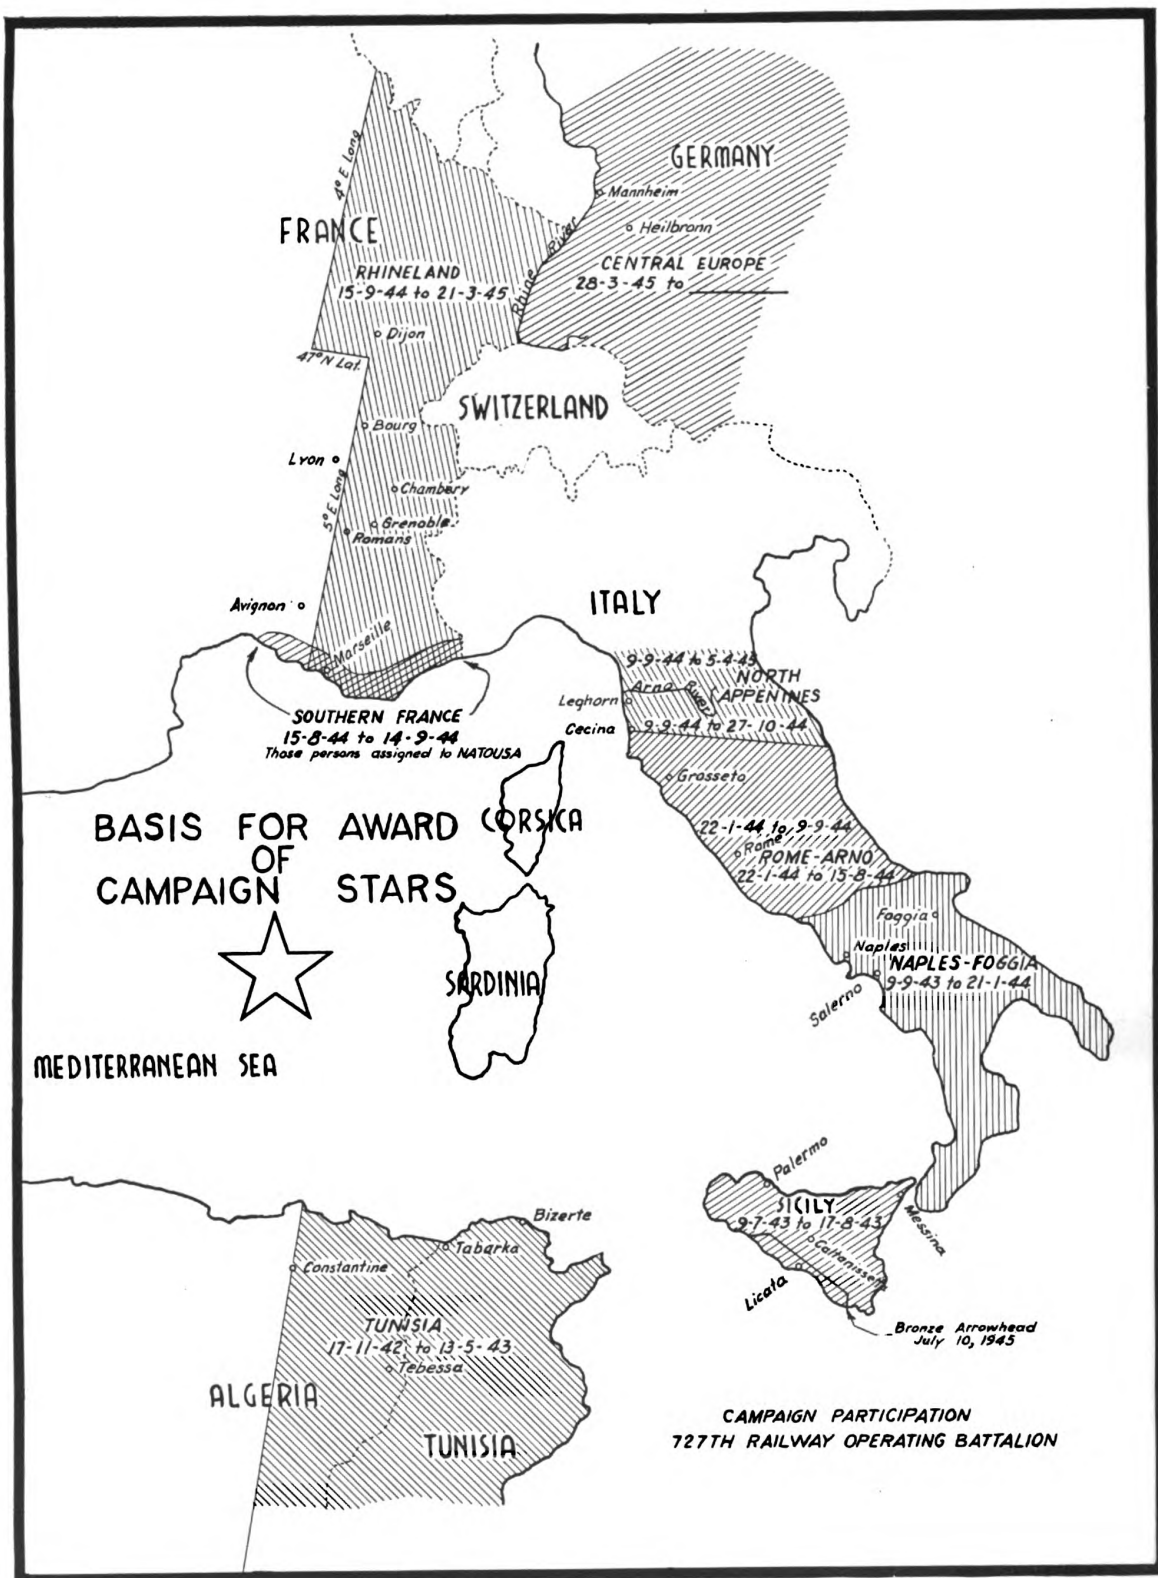 GERMANY
Mannheim
Heilbronn
4° E Long
FRANCE
Rhine River
CENTRAL EUROPE
28-3-45 to
RHINELAND
15-9-44 to 21-3-45
Dijon
47° N Lat.
SWITZERLAND
Bourg
Lyon
Chambery
5° E Long
Grenoble
Romans
Avignon
ITALY
Marseille
9-9-44 to 5-4-45
NORTH
APPENINES
Arno River
Leghorn
Cecina
9-9-44 to 27-10-44
SOUTHERN FRANCE
15-8-44 to 14-9-44
Those persons assigned to NATOUSA
Grosseto
BASIS FOR AWARD
OF
CAMPAIGN STARS
CORSICA
22-1-44 to 9-9-44
Rome
ROME-ARNO
22-1-44 to 15-8-44
Foggia
Naples
NAPLES-FOGGIA
9-9-43 to 21-1-44
Salerno
SARDINIA
MEDITERRANEAN SEA
Palermo
SICILY
9-7-43 to 17-8-43
Messina
Caltanissetta
Licata
Bronze Arrowhead
July 10, 1945
Bizerte
Tabarka
Constantine
TUNISIA
17-11-42 to 13-5-43
Tebessa
ALGERIA
TUNISIA
CAMPAIGN PARTICIPATION
727TH RAILWAY OPERATING BATTALION